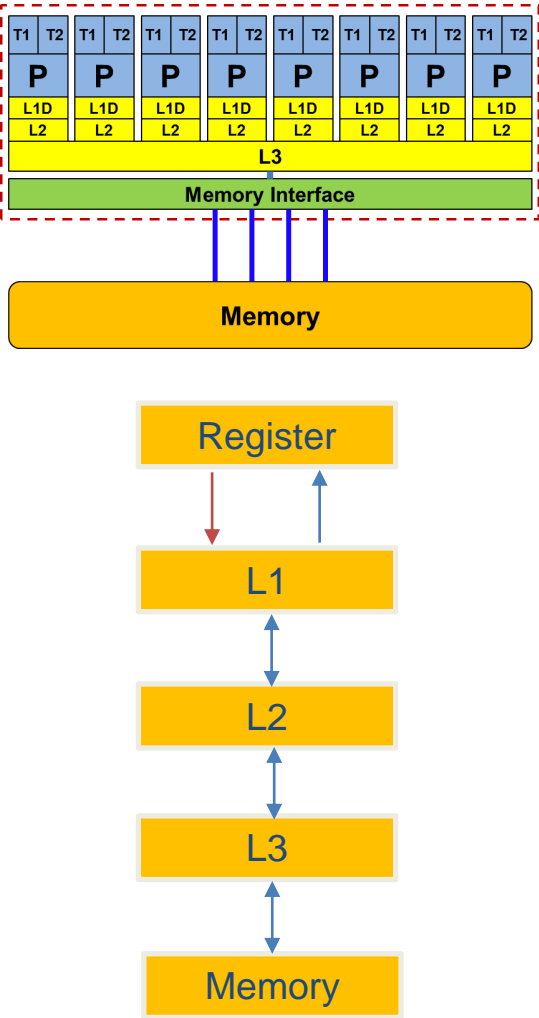 T1 T2 T1 T2 T1 T2 T1 T2 T1 T2 T1 T2 T1 T2 T1 T2
P P P P P P P P
L1D L1D L1D L1D L1D L1D L1D L1D
L2 L2 L2 L2 L2 L2 L2 L2
L3
Memory Interface
Memory
Register
L1
L2
L3
Memory